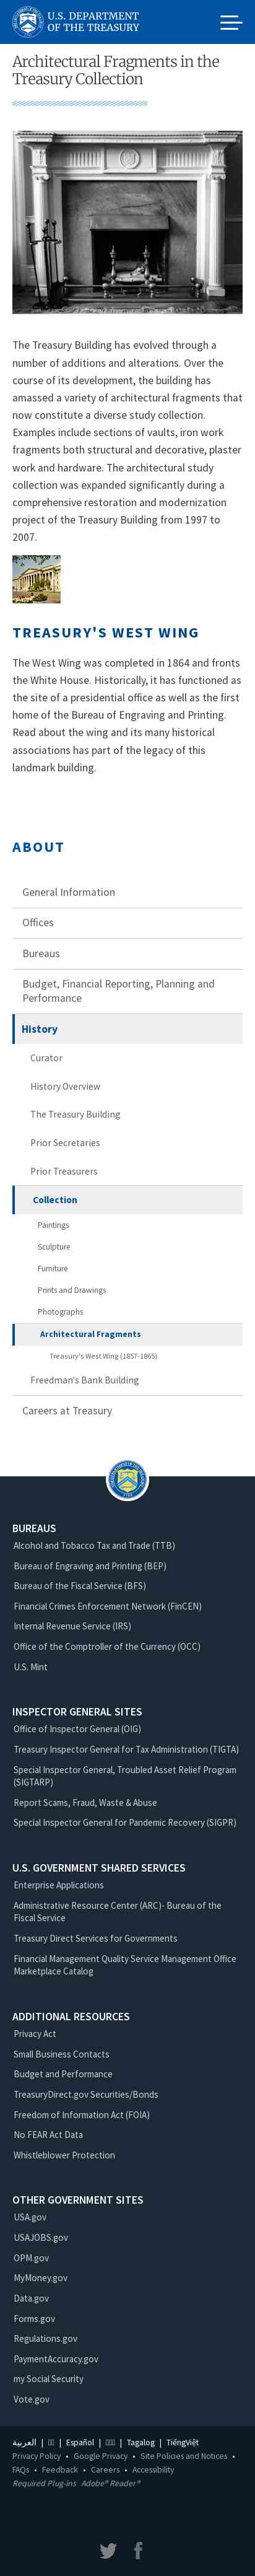 U.S. DEPARTMENT
OF THE TREASURY
Architectural Fragments in the
Treasury Collection
The Treasury Building has evolved through a
number of additions and alterations. Over the
course of its development, the building has
amassed a variety of architectural fragments that
now constitute a diverse study collection.
Examples include sections of vaults, iron work
fragments both structural and decorative, plaster
work and hardware. The architectural study
collection was expanded significantly during a
comprehensive restoration and modernization
project of the Treasury Building from 1997 to
2007.
TREASURY'S WEST WING
The West Wing was completed in 1864 and fronts
the White House. Historically, it has functioned as
the site of a presidential office as well as the first
home of the Bureau of Engraving and Printing.
Read about the wing and its many historical
associations has part of the legacy of this
landmark building.
ABOUT
General Information
Offices
Bureaus
Budget, Financial Reporting, Planning and
Performance
History
Curator
History Overview
The Treasury Building
Prior Secretaries
Prior Treasurers
Collection
Paintings
Sculpture
Furniture
Prints and Drawings
Photographs
Architectural Fragments
Treasury's West Wing (1857-1865)
Freedman's Bank Building
Careers at Treasury
BUREAUS
Alcohol and Tobacco Tax and Trade (TTB)
Bureau of Engraving and Printing (BEP)
Bureau of the Fiscal Service (BFS)
Financial Crimes Enforcement Network (FinCEN)
Internal Revenue Service (IRS)
Office of the Comptroller of the Currency (OCC)
U.S. Mint
INSPECTOR GENERAL SITES
Office of Inspector General (OIG)
Treasury Inspector General for Tax Administration (TIGTA)
Special Inspector General, Troubled Asset Relief Program
(SIGTARP)
Report Scams, Fraud, Waste & Abuse
Special Inspector General for Pandemic Recovery (SIGPR)
U.S. GOVERNMENT SHARED SERVICES
Enterprise Applications
Administrative Resource Center (ARC)- Bureau of the
Fiscal Service
Treasury Direct Services for Governments
Financial Management Quality Service Management Office
Marketplace Catalog
ADDITIONAL RESOURCES
Privacy Act
Small Business Contacts
Budget and Performance
TreasuryDirect.gov Securities/Bonds
Freedom of Information Act (FOIA)
No FEAR Act Data
Whistleblower Protection
OTHER GOVERNMENT SITES
USA.gov
USAJOBS.gov
OPM.gov
MyMoney.gov
Data.gov
Forms.gov
Regulations.gov
PaymentAccuracy.gov
my Social Security
Vote.gov
العربية | | Español | | Tagalog | TiếngViệt
Privacy Policy • Google Privacy • Site Policies and Notices •
FAQs • Feedback • Careers • Accessibility
Required Plug-ins Adobe® Reader®